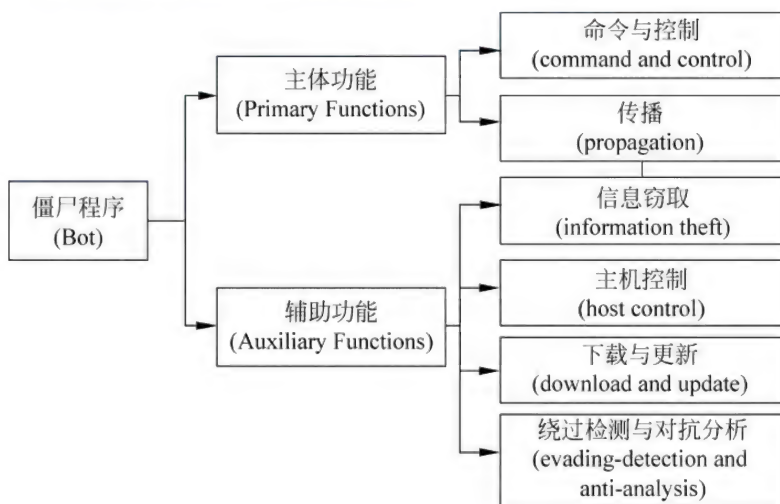 僵尸程序
(Bot)
主体功能
(Primary Functions)
辅助功能
(Auxiliary Functions)
命令与控制
(command and control)
传播
(propagation)
信息窃取
(information theft)
主机控制
(host control)
下载与更新
(download and update)
绕过检测与对抗分析
(evading-detection and
anti-analysis)